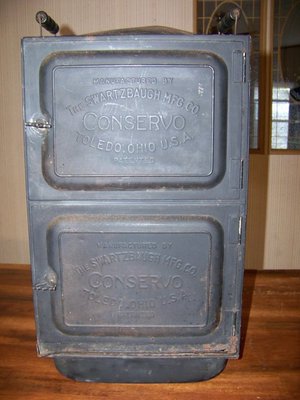 MANUFACTURED BY
THE SWARTZBAUGH MFG. CO.
CONSERVO
TOLEDO, OHIO U.S.A.
PATENTED
MANUFACTURED BY
THE SWARTZBAUGH MFG. CO.
CONSERVO
TOLEDO, OHIO U.S.A.